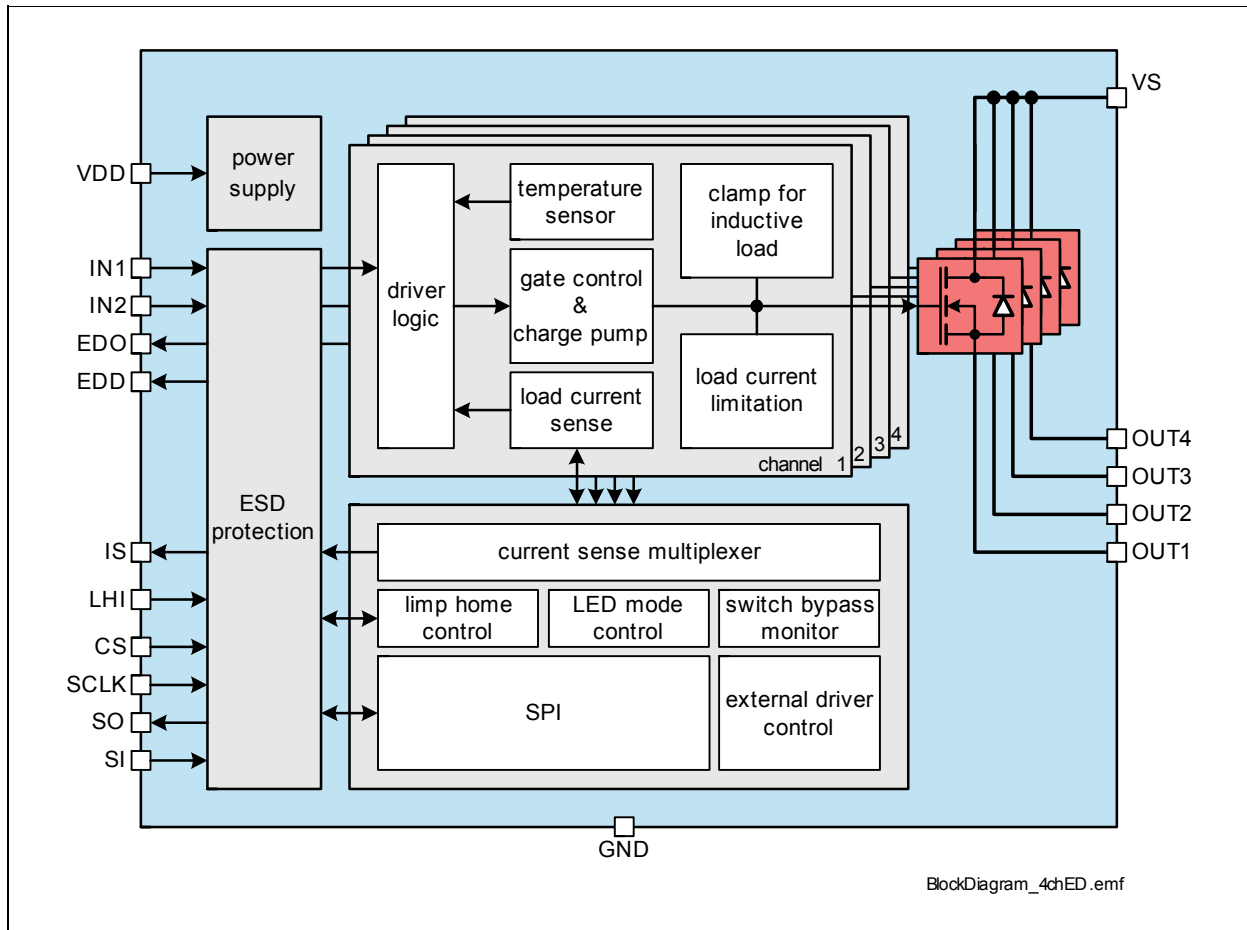 VS
VDD
power
supply
IN1
IN2
EDO
EDD
driver
logic
temperature
sensor
gate control
&
charge pump
load current
sense
clamp for
inductive
load
load current
limitation
channel 1
2
3
4
OUT4
OUT3
OUT2
OUT1
ESD
protection
IS
LHI
CS
SCLK
SO
SI
current sense multiplexer
limp home
control
LED mode
control
switch bypass
monitor
SPI
external driver
control
GND
BlockDiagram_4chED.emf